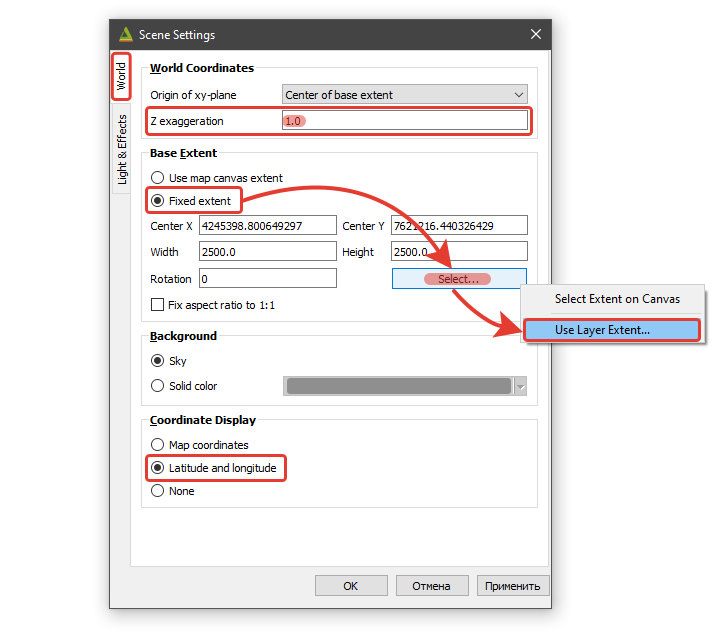 Scene Settings
World
Light & Effects
World Coordinates
Origin of xy-plane Center of base extent
Z exaggeration 1.0
Base Extent
Use map canvas extent
Fixed extent
Center X 4245398.800649297 Center Y 7621216.440326429
Width 2500.0 Height 2500.0
Rotation 0 Select...
Fix aspect ratio to 1:1
Select Extent on Canvas
Use Layer Extent...
Background
Sky
Solid color
Coordinate Display
Map coordinates
Latitude and longitude
None
OK Отмена Применить